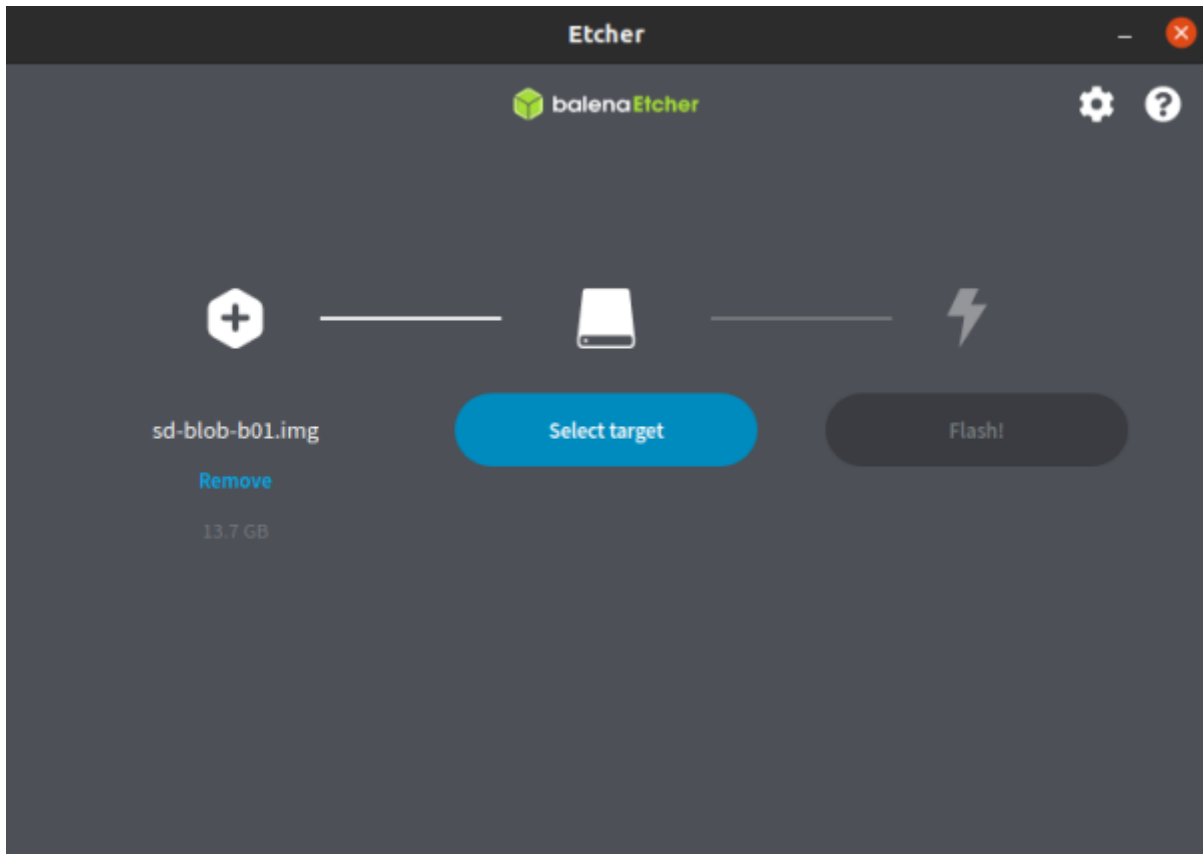 Etcher
balenaEtcher
sd-blob-b01.img
Select target
Flash!
Remove
13.7 GB